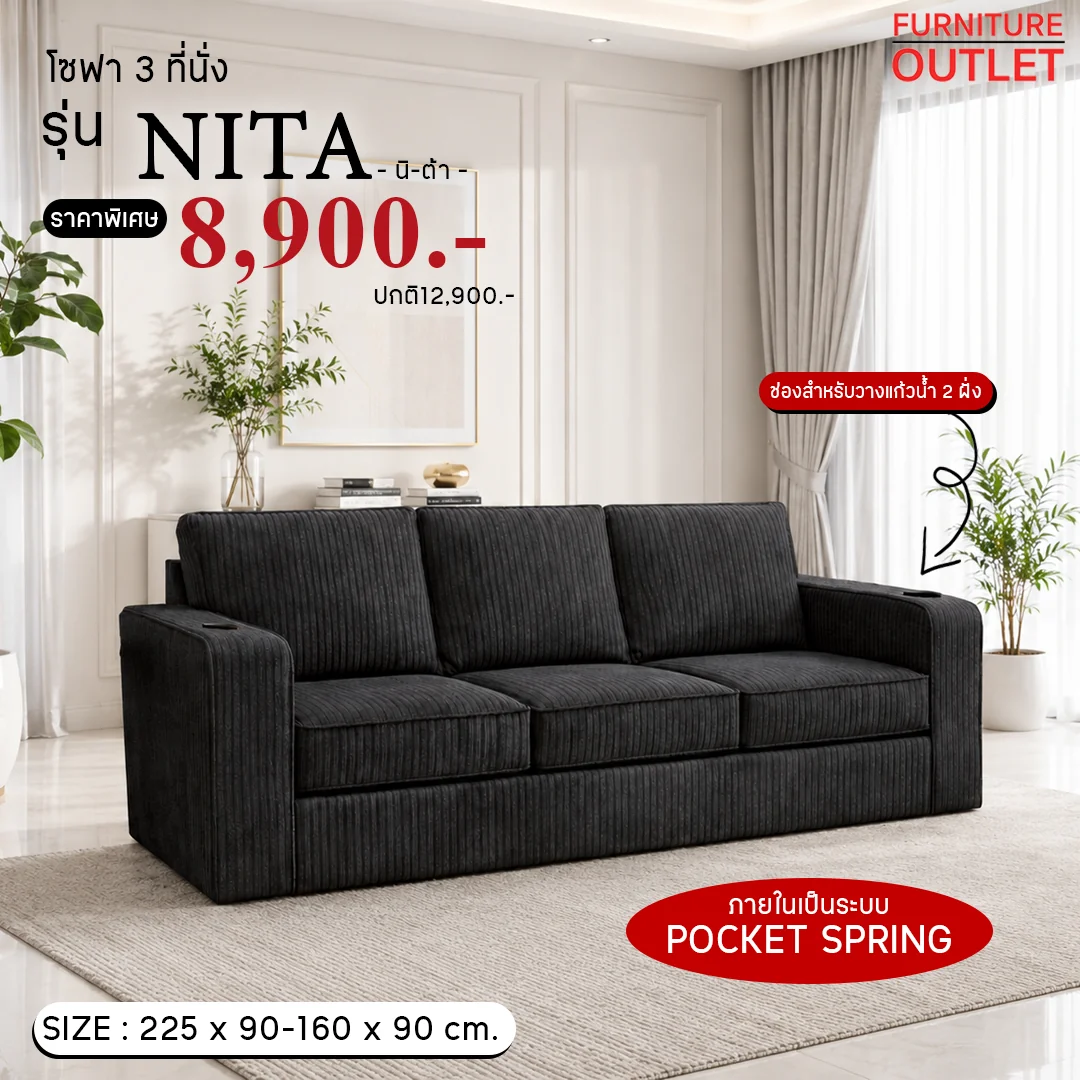 FURNITURE
OUTLET
โซฟา 3 ที่นั่ง
รุ่น NITA - นิ-ต้า -
ราคาพิเศษ 8,900.-
ปกติ12,900.-
ช่องสำหรับวางแก้วน้ำ 2 ฝั่ง
ภายในเป็นระบบ
POCKET SPRING
SIZE : 225 x 90-160 x 90 cm.